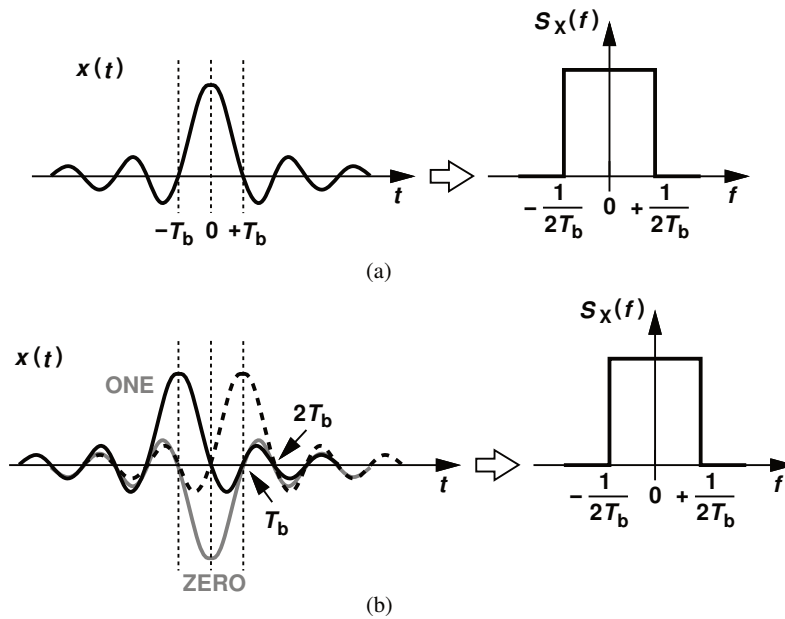 x(t)
S_X(f)
−T_b 0 +T_b
t
- 1/2T_b 0 + 1/2T_b
f
(a)
x(t)
ONE
2T_b
T_b
t
ZERO
S_X(f)
- 1/2T_b 0 + 1/2T_b
f
(b)